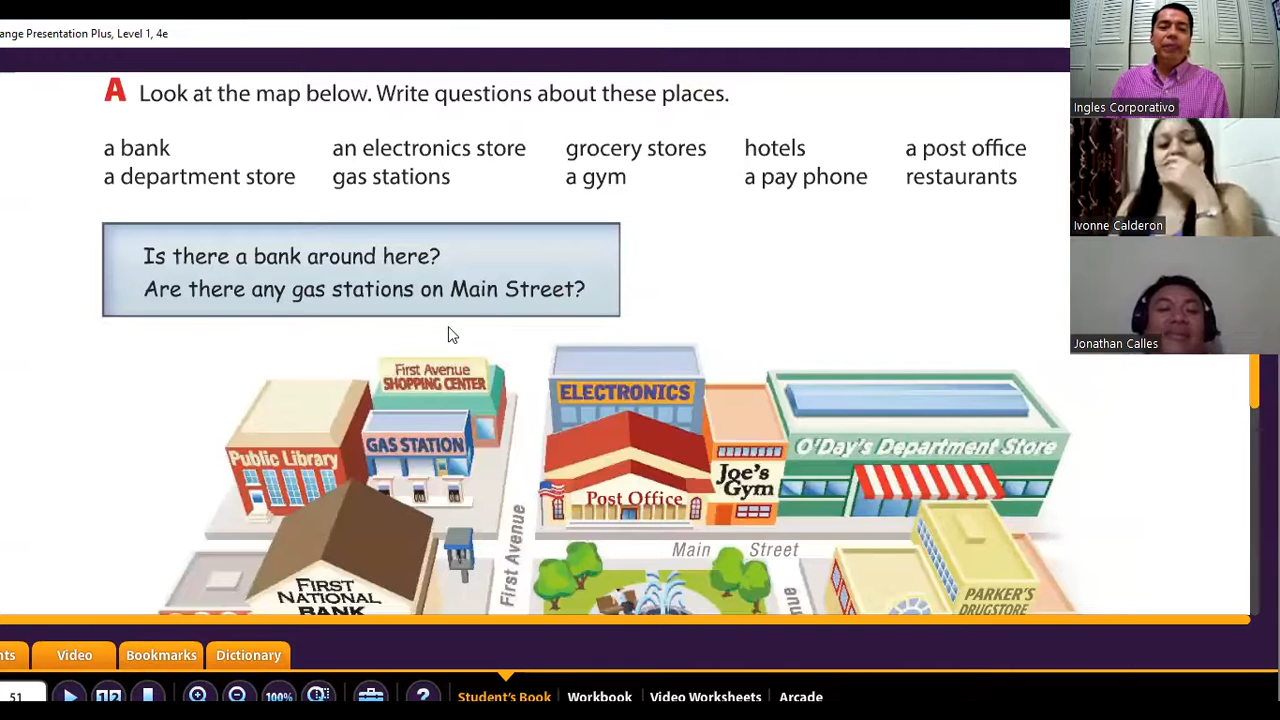 ange Presentation Plus, Level 1, 4e
A Look at the map below. Write questions about these places.
a bank an electronics store grocery stores hotels a post office
a department store gas stations a gym a pay phone restaurants
Is there a bank around here?
Are there any gas stations on Main Street?
Ingles Corporativo
Ivonne Calderon
Jonathan Calles
First Avenue
SHOPPING CENTER
ELECTRONICS
GAS STATION
O'Day's Department Store
Public Library
Joe's
Gym
Post Office
First Avenue
Main Street
FIRST
NATIONAL
BANK
nue
PARKER'S
DRUGSTORE
nts Video Bookmarks Dictionary
51 12 100% ? Student's Book Workbook Video Worksheets Arcade